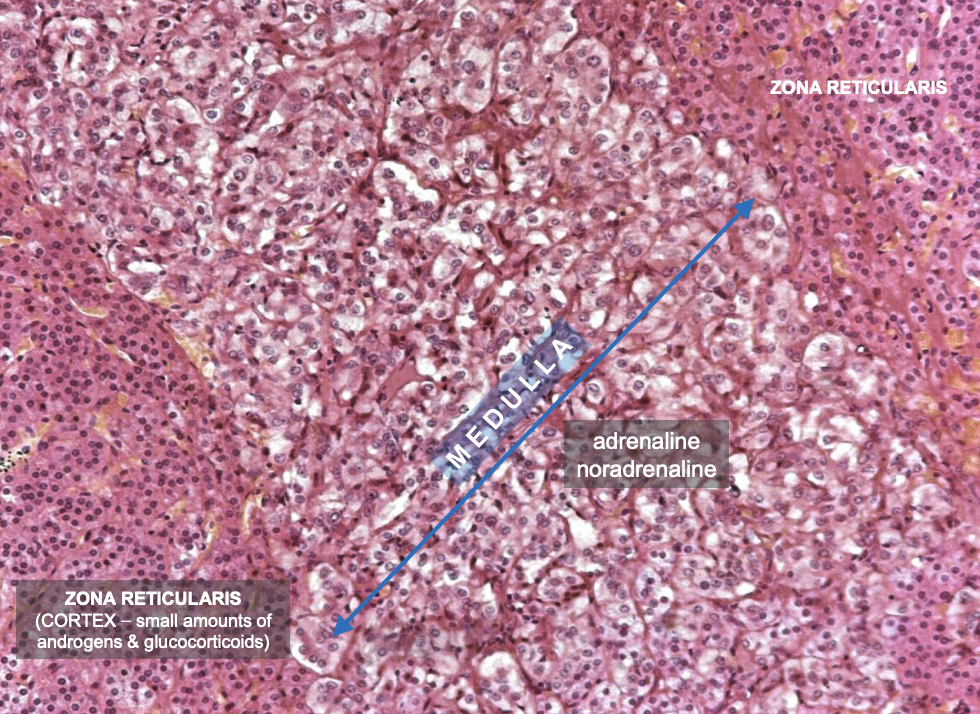 ZONA RETICULARIS
MEDULLA
adrenaline
noradrenaline
ZONA RETICULARIS
(CORTEX – small amounts of
androgens & glucocorticoids)